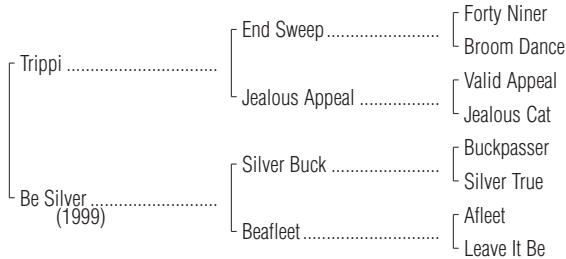 Forty Niner
End Sweep
Broom Dance
Trippi
Valid Appeal
Jealous Appeal
Jealous Cat
Buckpasser
Silver Buck
Silver True
Be Silver
(1999)
Afleet
Beafleet
Leave It Be